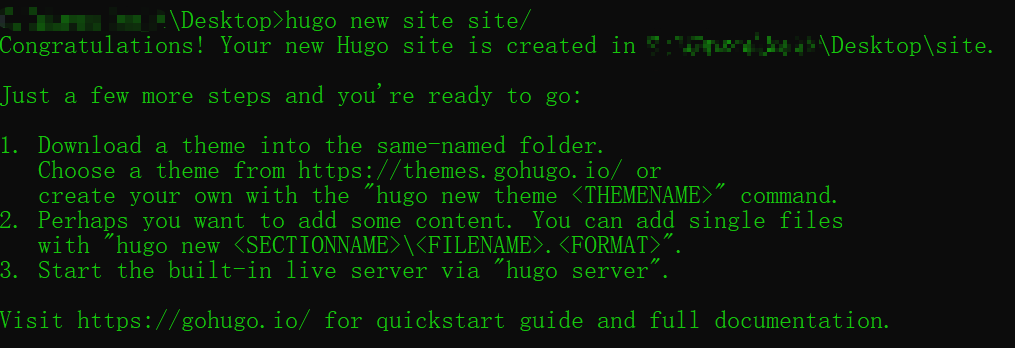 \Desktop>hugo new site site/
Congratulations! Your new Hugo site is created in \Desktop\site.
Just a few more steps and you're ready to go:
1. Download a theme into the same-named folder.
Choose a theme from https://themes.gohugo.io/ or
create your own with the "hugo new theme <THEMENAME>" command.
2. Perhaps you want to add some content. You can add single files
with "hugo new <SECTIONNAME>\<FILENAME>.<FORMAT>".
3. Start the built-in live server via "hugo server".
Visit https://gohugo.io/ for quickstart guide and full documentation.